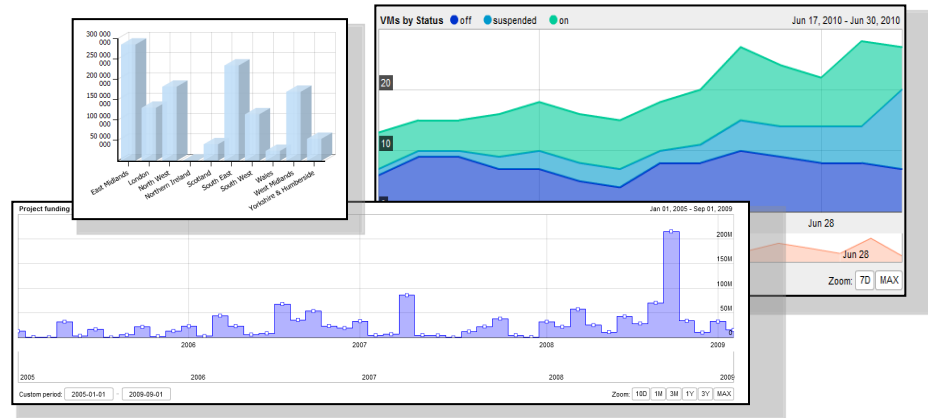 300 000
250 000
200 000
150 000
100 000
50 000
East Midlands
London
North West
Northern Ireland
Scotland
South East
South West
Wales
West Midlands
Yorkshire & Humberside
VMs by Status off suspended on Jun 17, 2010 - Jun 30, 2010
20
10
Jun 28
Jun 28
Zoom: 7D MAX
Project funding Jan 01, 2005 - Sep 01, 2009
200M
150M
100M
50M
0
2006 2007 2008 2009
2005 2006 2007 2008 2009
Custom period: 2005-01-01 - 2009-09-01 Zoom: 10D 1M 3M 1Y 3Y MAX